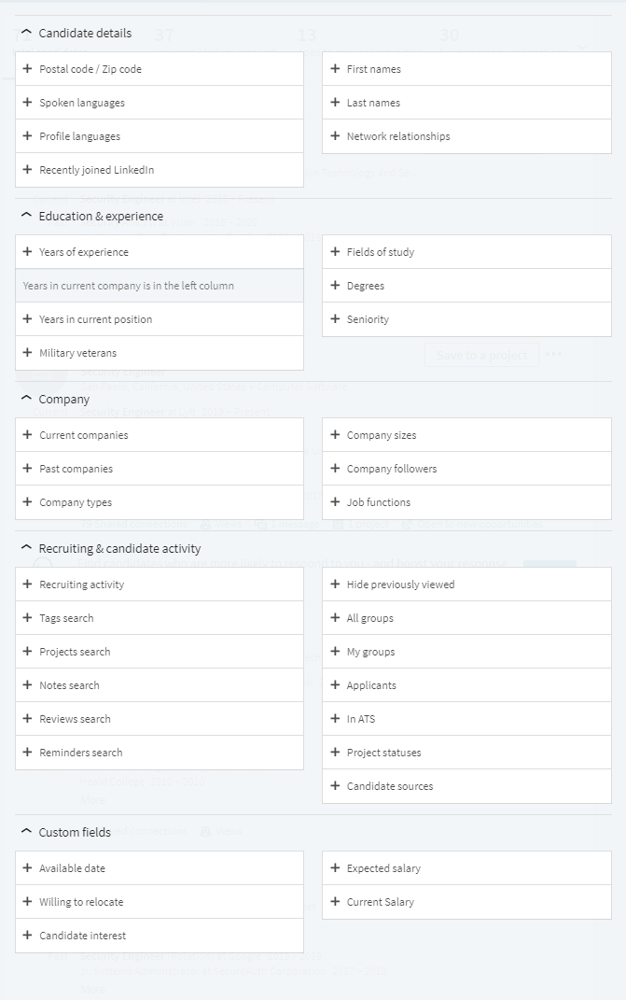 Candidate details
Postal code / Zip code
Spoken languages
Profile languages
Recently joined LinkedIn
First names
Last names
Network relationships
Education & experience
Years of experience
Years in current company is in the left column
Years in current position
Military veterans
Fields of study
Degrees
Seniority
Save to a project
Company
Current companies
Past companies
Company types
Company sizes
Company followers
Job functions
Recruiting & candidate activity
Recruiting activity
Tags search
Projects search
Notes search
Reviews search
Reminders search
Hide previously viewed
All groups
My groups
Applicants
In ATS
Project statuses
Candidate sources
Custom fields
Available date
Willing to relocate
Candidate interest
Expected salary
Current Salary